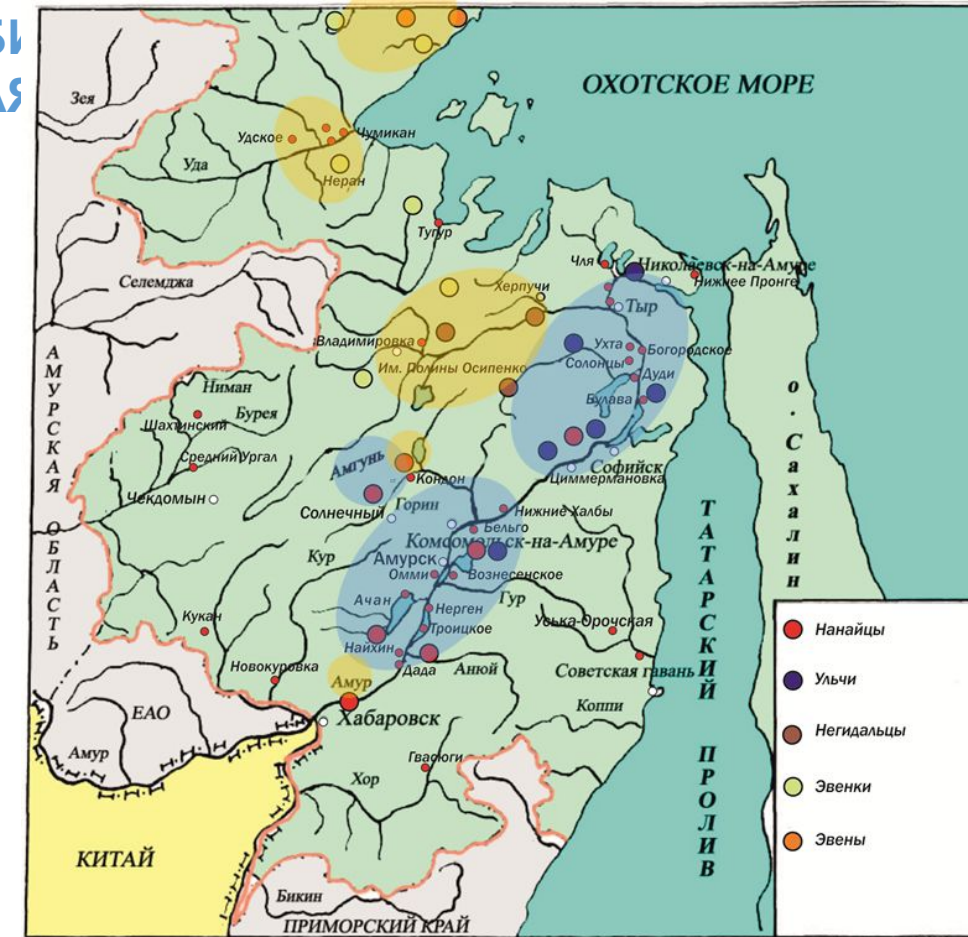 ОХОТСКОЕ МОРЕ
Зея
Удское
Чумикан
Уда
Неран
Тугур
Селемджа
Чля
Николаевск-на-Амуре
Нижнее Пронге
Херпучи
Тыр
Владимировка
Ухта
Богородское
Солонцы
Им. Полины Осипенко
Дуди
Ниман
Булава
Бурея
Шахтинский
Средний Ургал
Амгунь
Кондон
Софийск
Циммермановка
Чекдомын
Горин
Солнечный
Нижние Халбы
Бельго
Комсомольск-на-Амуре
Кур
Амурск
Омми
Вознесенское
Гур
Ачан
Нерген
Кукан
Троицкое
Уська-Орочская
Найхин
Новокуровка
Дада
Анюй
Советская гавань
Амур
Коппи
ЕАО
Хабаровск
Амур
Гвасюги
Хор
КИТАЙ
Бикин
ПРИМОРСКИЙ КРАЙ
АМУРСКАЯ ОБЛАСТЬ
ТАТАРСКИЙ ПРОЛИВ
о. Сахалин
Нанайцы
Ульчи
Негидальцы
Эвенки
Эвены